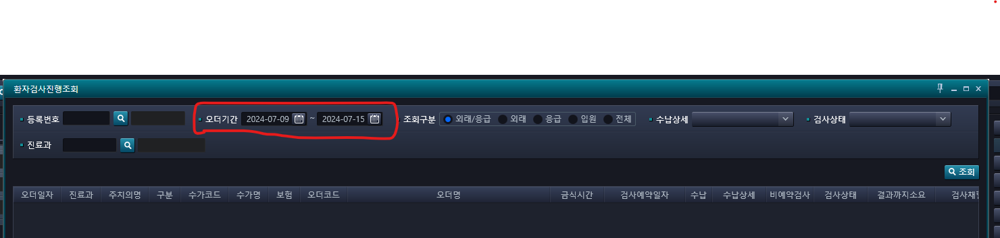 환자검사진행조회
등록번호 오더기간 2024-07-09 ~ 2024-07-15 조회구분 외래/응급 외래 응급 입원 전체 수납상세 검사상태
진료과
조회
오더일자 진료과 주치의명 구분 수가코드 수가명 보험 오더코드 오더명 금식시간 검사예약일자 수납 수납상세 비예약검사 검사상태 결과까지소요 검사채